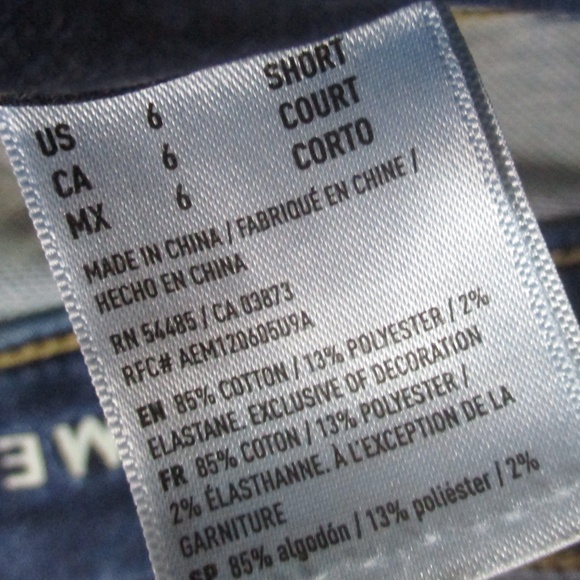 US 6 SHORT
CA 6 COURT
MX 6 CORTO
MADE IN CHINA / FABRIQUÉ EN CHINE /
HECHO EN CHINA
RN 54485 / CA 03873
RFC# AEM120605U9A
EN 85% COTTON / 13% POLYESTER / 2%
ELASTANE. EXCLUSIVE OF DECORATION
FR 85% COTON / 13% POLYESTER /
2% ÉLASTHANNE. À L'EXCEPTION DE LA
GARNITURE
SP 85% algodón / 13% poliéster / 2%